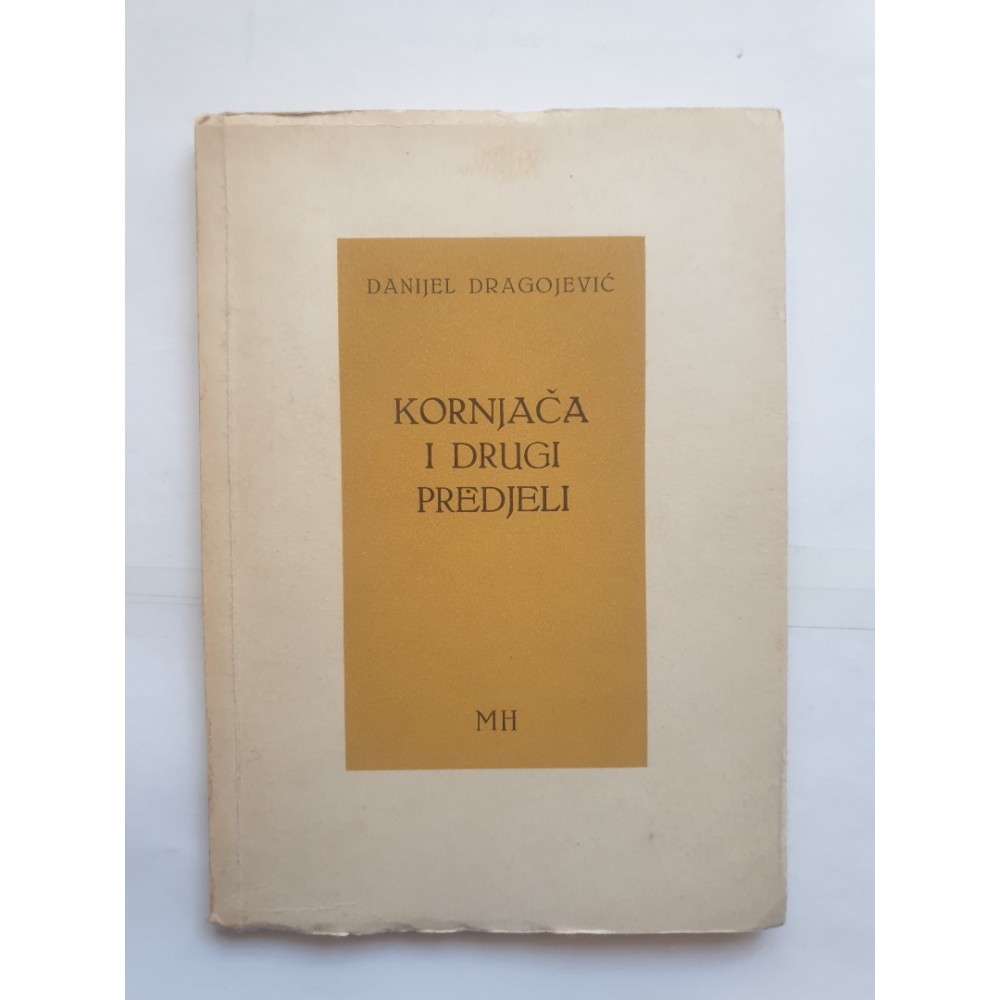 DANIJEL DRAGOJEVIĆ
KORNJAČA
I DRUGI
PREDJELI
MH